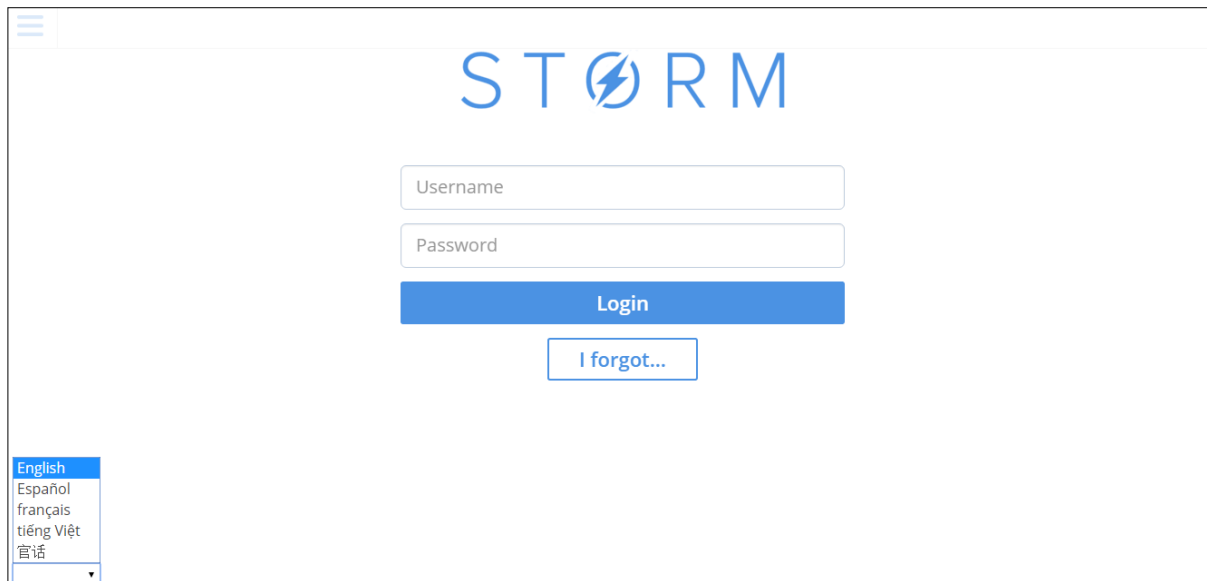 STORM
Username
Password
Login
I forgot...
English
Español
français
tiếng Việt
官话